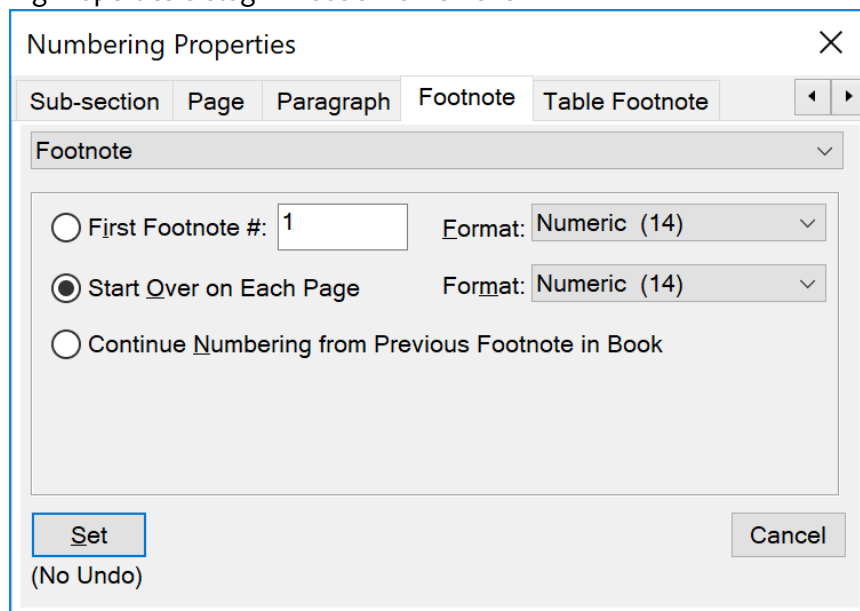 Numbering Properties
Sub-section Page Paragraph Footnote Table Footnote
Footnote
First Footnote #: 1 Format: Numeric (14)
Start Over on Each Page Format: Numeric (14)
Continue Numbering from Previous Footnote in Book
Set Cancel
(No Undo)